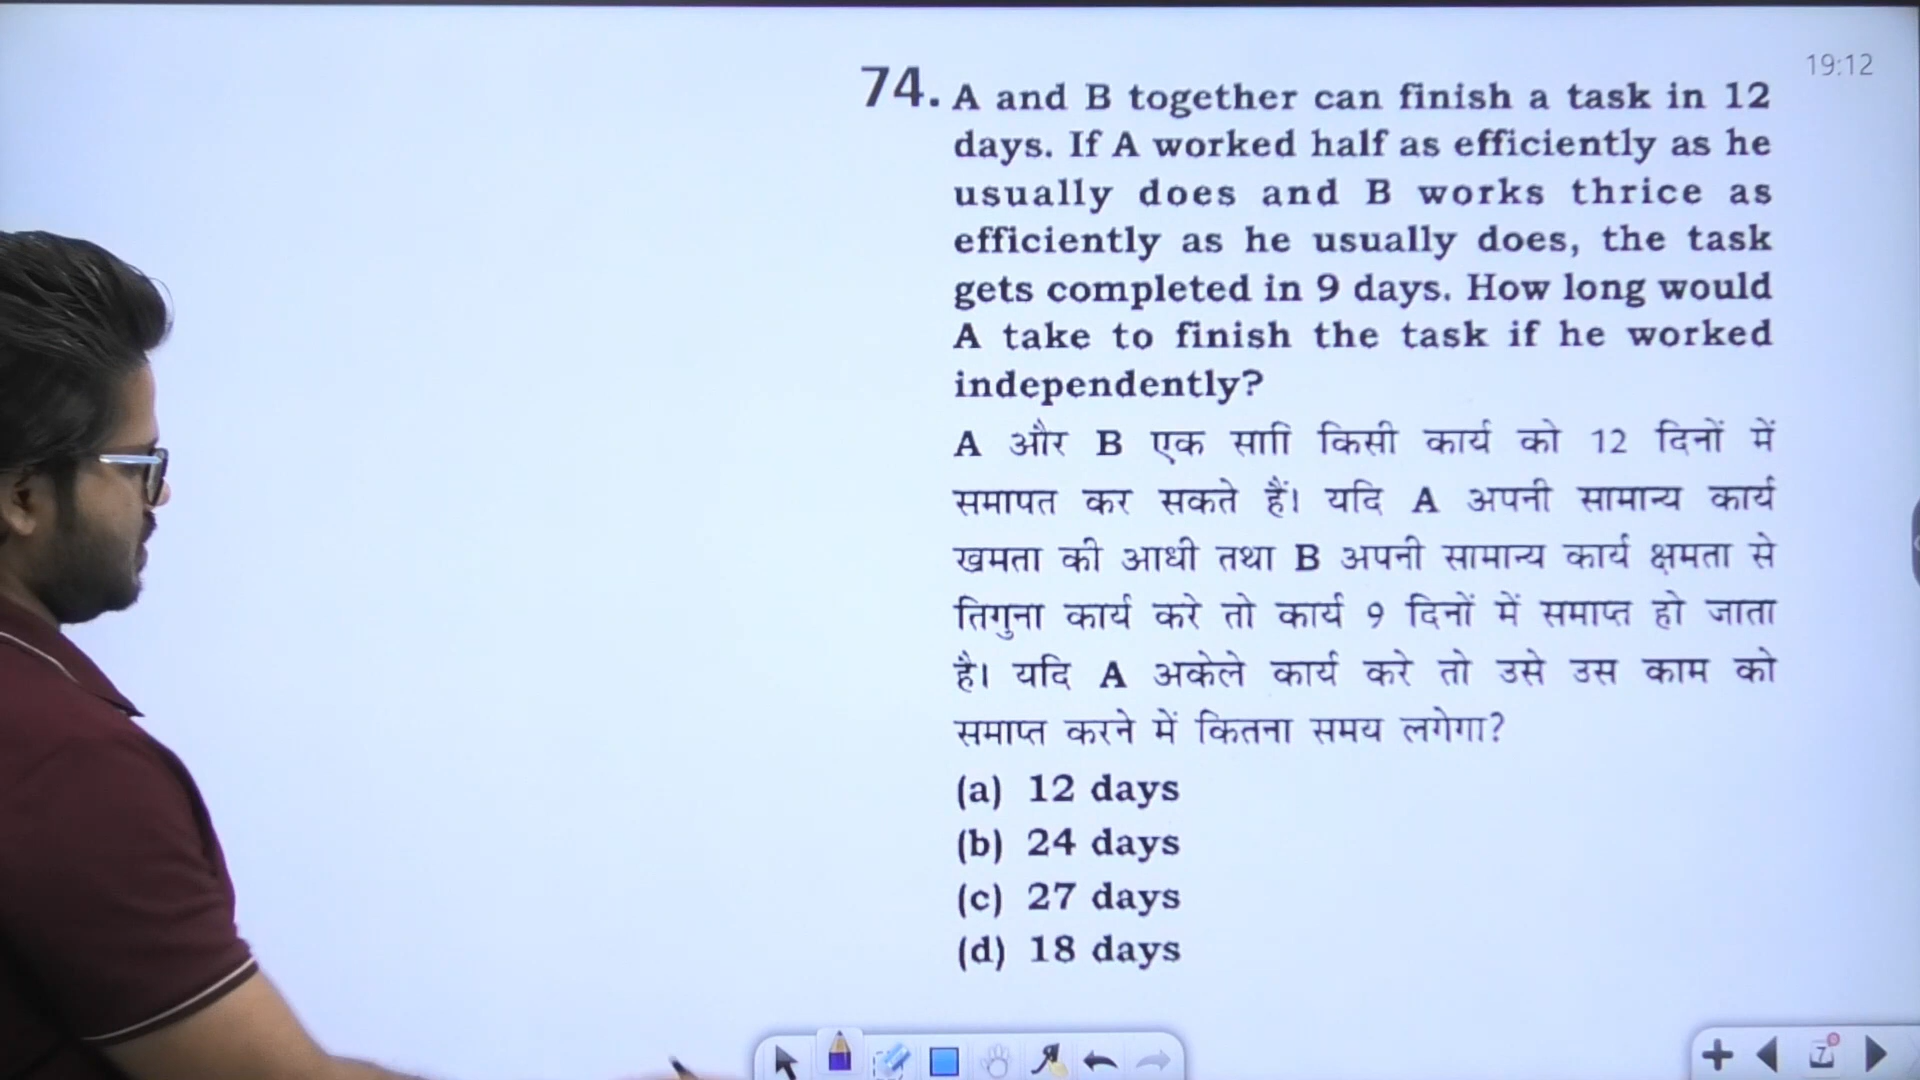 19:12
74. A and B together can finish a task in 12
days. If A worked half as efficiently as he
usually does and B works thrice as
efficiently as he usually does, the task
gets completed in 9 days. How long would
A take to finish the task if he worked
independently?
A और B एक सााि किसी कार्य को 12 दिनों में
समापत कर सकते हैं। यदि A अपनी सामान्य कार्य
खमता की आधी तथा B अपनी सामान्य कार्य क्षमता से
तिगुना कार्य करे तो कार्य 9 दिनों में समाप्त हो जाता
है। यदि A अकेले कार्य करे तो उसे उस काम को
समाप्त करने में कितना समय लगेगा?
(a) 12 days
(b) 24 days
(c) 27 days
(d) 18 days
7